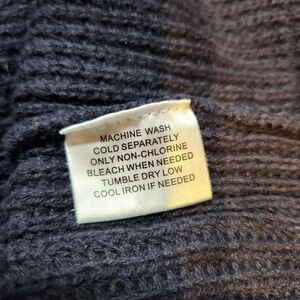 MACHINE WASH
COLD SEPARATELY
ONLY NON-CHLORINE
BLEACH WHEN NEEDED
TUMBLE DRY LOW
COOL IRON IF NEEDED